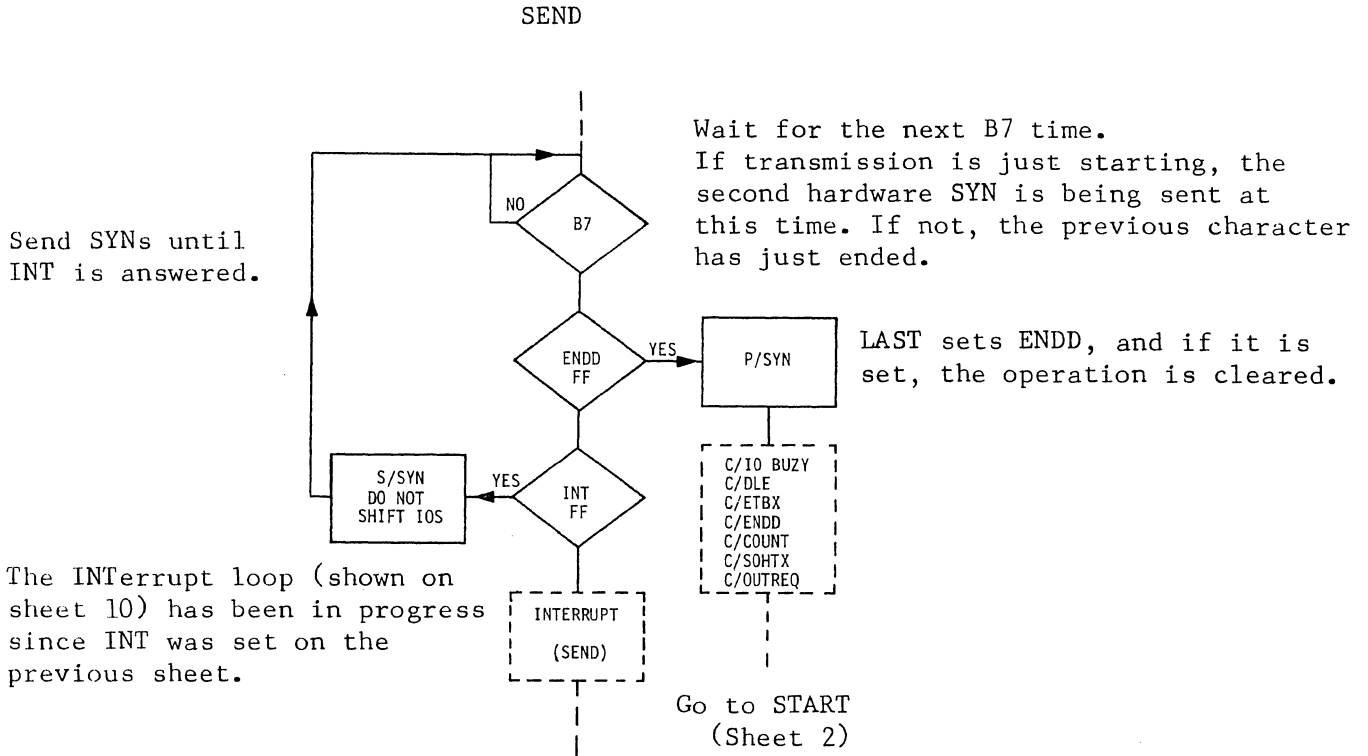 SEND
Wait for the next B7 time.
If transmission is just starting, the
second hardware SYN is being sent at
this time. If not, the previous character
has just ended.
NO
B7
Send SYNs until
INT is answered.
ENDD
FF
YES
P/SYN
LAST sets ENDD, and if it is
set, the operation is cleared.
S/SYN
DO NOT
SHIFT IOS
YES
INT
FF
C/IO BUZY
C/DLE
C/ETBX
C/ENDD
C/COUNT
C/SOHTX
C/OUTREQ
The INTerrupt loop (shown on
sheet 10) has been in progress
since INT was set on the
previous sheet.
INTERRUPT
(SEND)
Go to START
(Sheet 2)